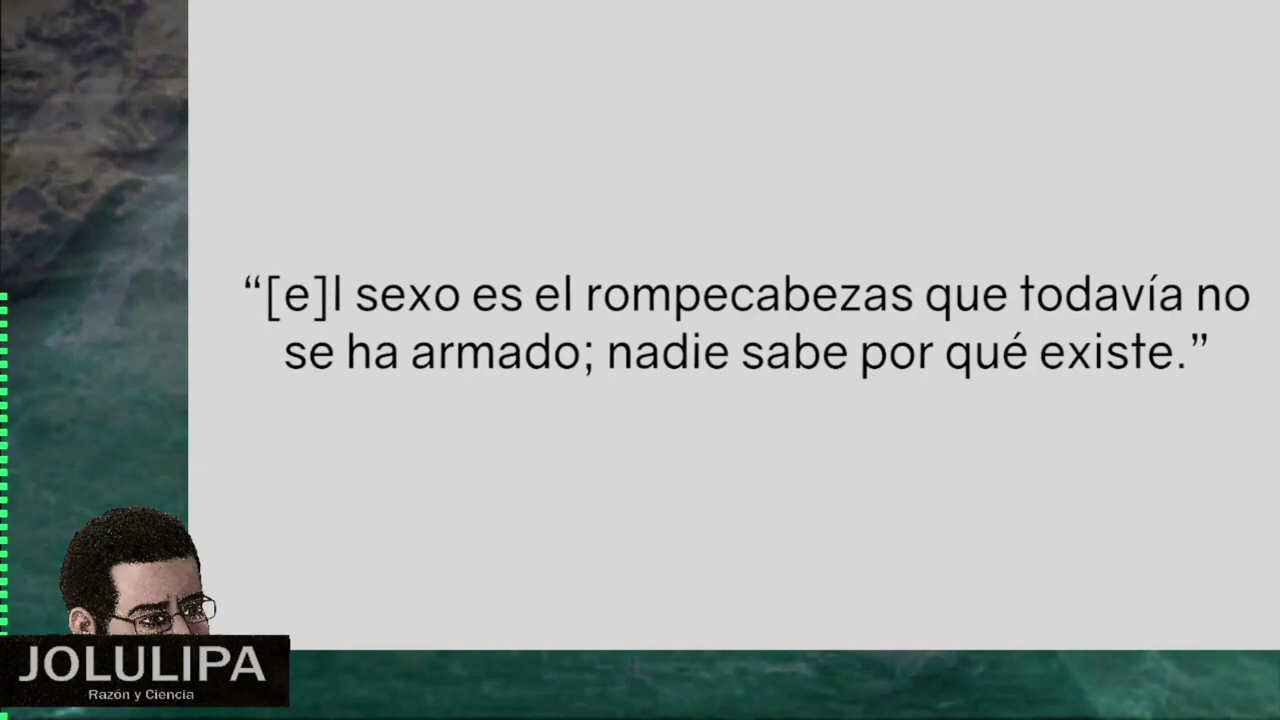 “[e]l sexo es el rompecabezas que todavía no
se ha armado; nadie sabe por qué existe.”
JOLULIPA
Razón y Ciencia